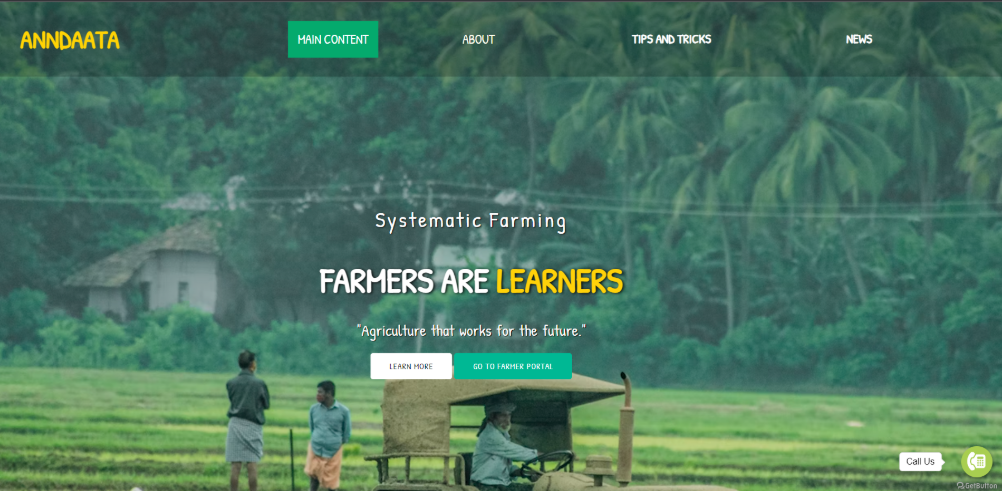 ANNDAATA
MAIN CONTENT
ABOUT
TIPS AND TRICKS
NEWS
Systematic Farming
FARMERS ARE LEARNERS
"Agriculture that works for the future."
LEARN MORE
GO TO FARMER PORTAL
Call Us
GetButton